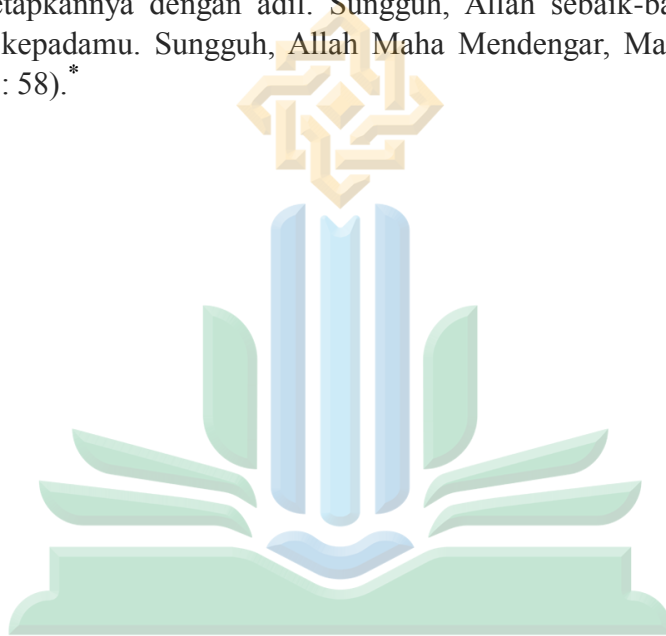 etapkannya dengan adil. Sungguh, Allah sebaik-ba
kepadamu. Sungguh, Allah Maha Mendengar, Ma
: 58).*